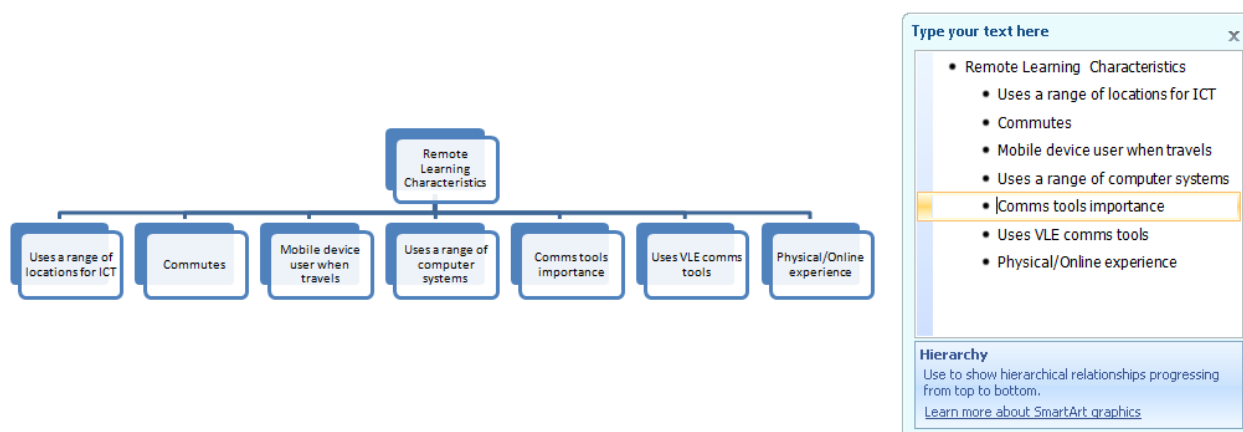 Remote
Learning
Characteristics
Uses a range of
locations for ICT
Commutes
Mobile device
user when
travels
Uses a range of
computer
systems
Comms tools
importance
Uses VLE comms
tools
Physical/Online
experience
Type your text here
x
Remote Learning  Characteristics
Uses a range of locations for ICT
Commutes
Mobile device user when travels
Uses a range of computer systems
Comms tools importance
Uses VLE comms tools
Physical/Online experience
Hierarchy
Use to show hierarchical relationships progressing
from top to bottom.
Learn more about SmartArt graphics